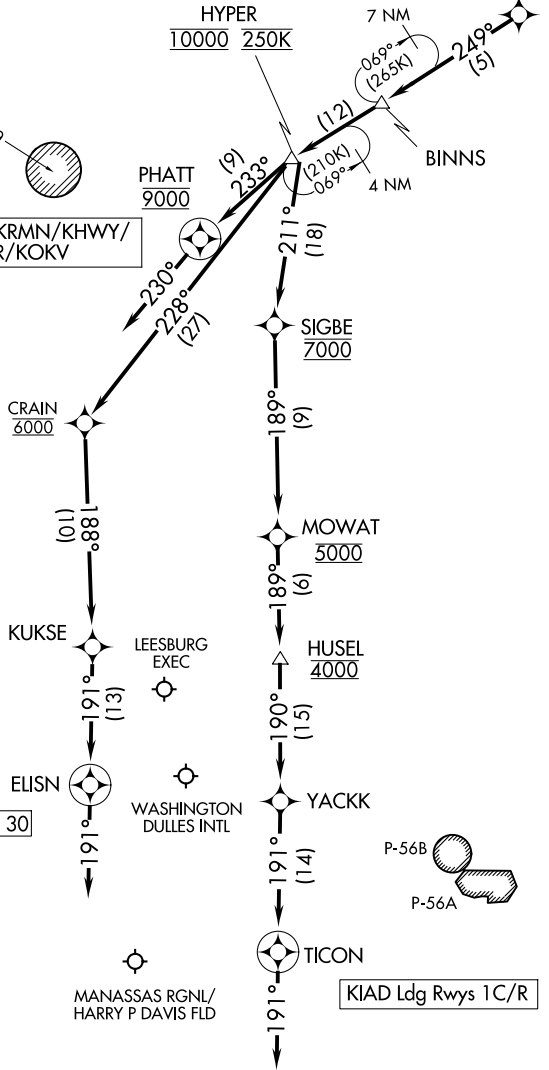 HYPER
10000 250K
7 NM
069°
(265K)
249°
(5)
BINNS
(12)
(210K)
069°
4 NM
PHATT
9000
(9)
233°
KRMN/KHWY/
R/KOKV
230°
228°
(27)
211°
(18)
SIGBE
7000
CRAIN
6000
189°
(9)
188°
(10)
MOWAT
5000
189°
(6)
KUKSE
LEESBURG
EXEC
HUSEL
4000
191°
(13)
190°
(15)
ELISN
WASHINGTON
DULLES INTL
YACKK
30
191°
191°
(14)
P-56B
P-56A
TICON
MANASSAS RGNL/
HARRY P DAVIS FLD
191°
KIAD Ldg Rwys 1C/R